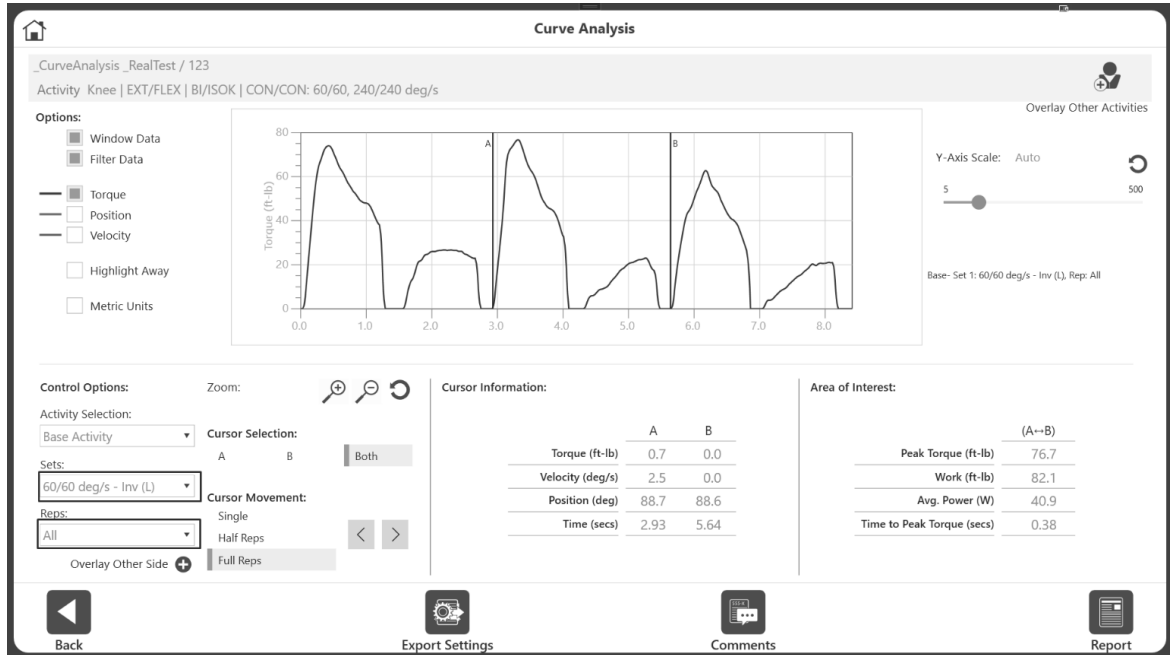 Curve Analysis
_CurveAnalysis _RealTest / 123
Activity Knee | EXT/FLEX | BI/ISOK | CON/CON: 60/60, 240/240 deg/s
Overlay Other Activities
Options:
Window Data
Filter Data
Torque
Position
Velocity
Highlight Away
Metric Units
Torque (ft-lb)
80
60
40
20
0
A
B
0.0 1.0 2.0 3.0 4.0 5.0 6.0 7.0 8.0
Y-Axis Scale: Auto
5 500
Base- Set 1: 60/60 deg/s - Inv (L), Rep: All
Control Options:
Activity Selection:
Base Activity
Sets:
60/60 deg/s - Inv (L)
Reps:
All
Overlay Other Side
Zoom:
Cursor Selection:
A B Both
Cursor Movement:
Single
Half Reps
Full Reps
Cursor Information:
A B
Torque (ft-lb) 0.7 0.0
Velocity (deg/s) 2.5 0.0
Position (deg) 88.7 88.6
Time (secs) 2.93 5.64
Area of Interest:
(A↔B)
Peak Torque (ft-lb) 76.7
Work (ft-lb) 82.1
Avg. Power (W) 40.9
Time to Peak Torque (secs) 0.38
Back
Export Settings
Comments
Report